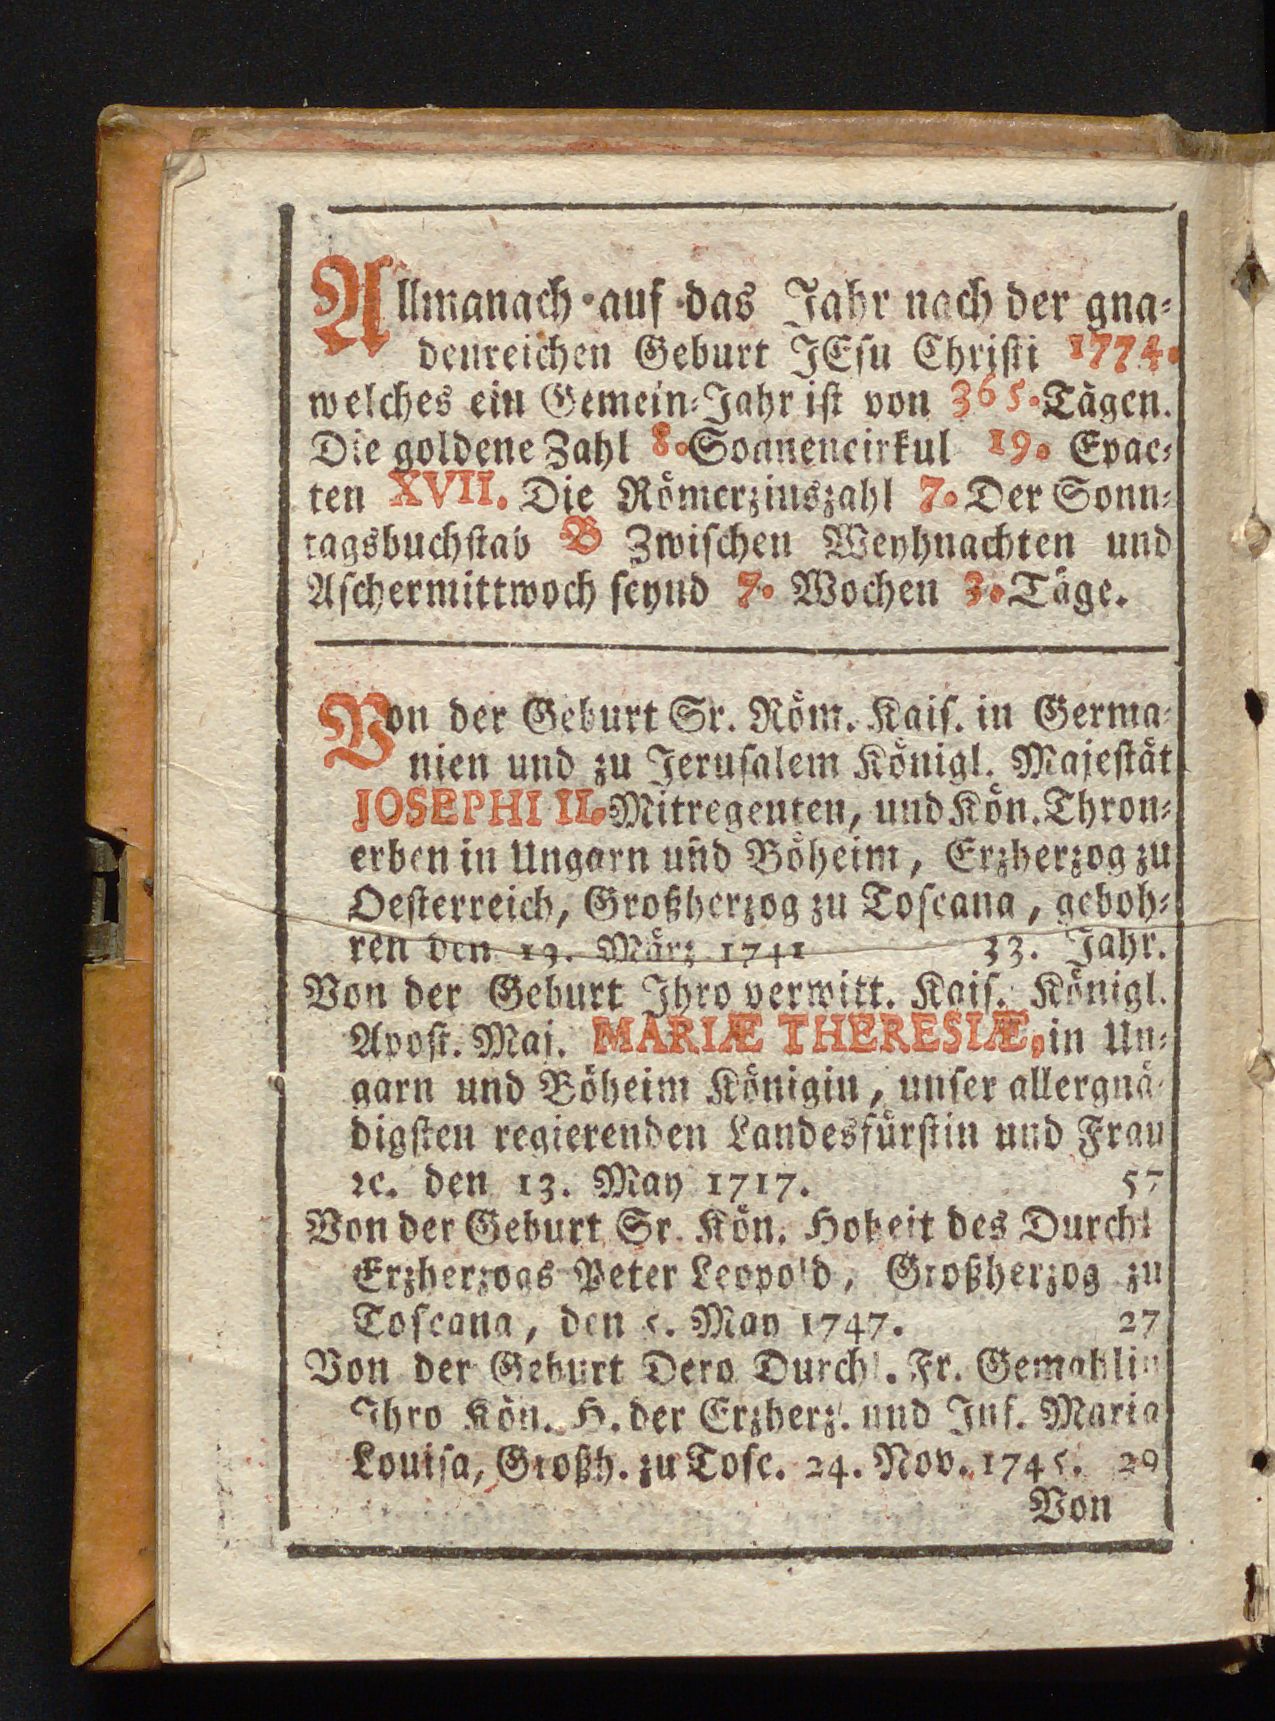 Allmanach auf das Jahr nach der gna⸗
denreichen Geburt JEsu Christi 1774.
welches ein Gemein⸗Jahr ist von 365. Tägen.
Die goldene Zahl 8. Sonnencirkul 19. Epac⸗
ten XVII. Die Römerzinszahl 7. Der Sonn⸗
tagsbuchstab B Zwischen Weyhnachten und
Aschermittwoch seynd 7. Wochen 3. Täge.
Von der Geburt Sr. Röm. Kais. in Germa⸗
nien und zu Jerusalem Königl. Majestät
JOSEPHI II. Mitregenten, und Kön. Thron⸗
erben in Ungarn und Böheim, Erzherzog zu
Oesterreich, Großherzog zu Toscana, geboh⸗
ren den 13. März 1741 33. Jahr.
Von der Geburt Ihro verwitt. Kais. Königl.
Apost. Maj. MARIÆ THERESIÆ, in Un⸗
garn und Böheim Königin, unser allergnä⸗
digsten regierenden Landesfürstin und Frau
ꝛc. den 13. May 1717. 57
Von der Geburt Sr. Kön. Hoheit des Durchl
Erzherzogs Peter Leopold, Großherzog zu
Toscana, den 5. May 1747. 27
Von der Geburt Dero Durchl. Fr. Gemahlin
Ihro Kön. H. der Erzherz. und Inf. Maria
Louisa, Großh. zu Tosc. 24. Nov. 1745. 29
Von